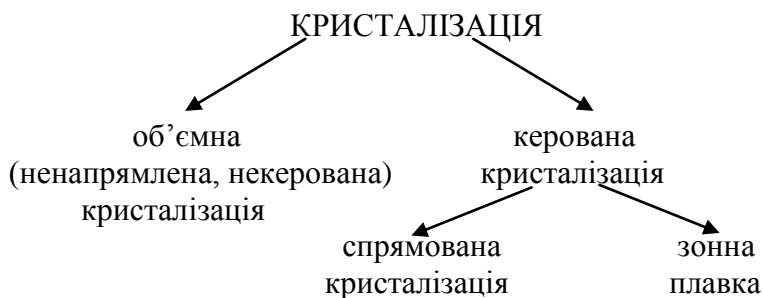 КРИСТАЛІЗАЦІЯ
об’ємна
(ненапрямлена, некерована)
кристалізація
керована
кристалізація
спрямована
кристалізація
зонна
плавка